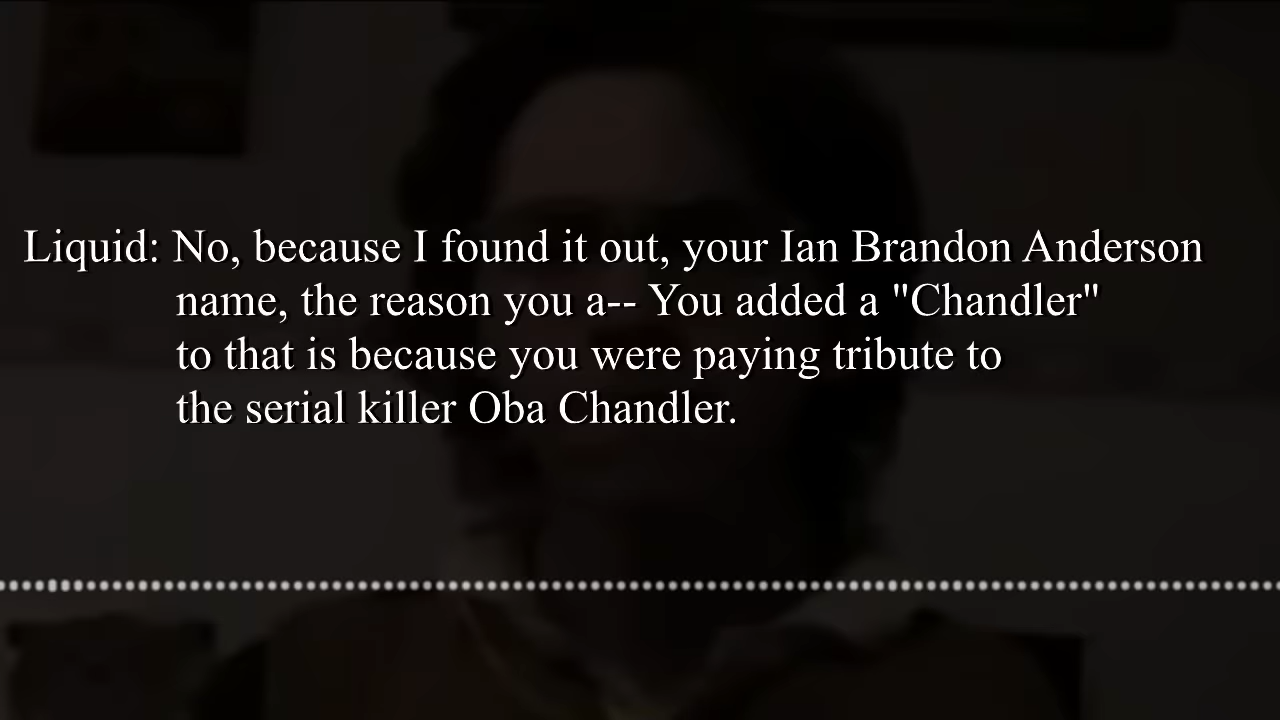 Liquid: No, because I found it out, your Ian Brandon Anderson
name, the reason you a-- You added a "Chandler"
to that is because you were paying tribute to
the serial killer Oba Chandler.